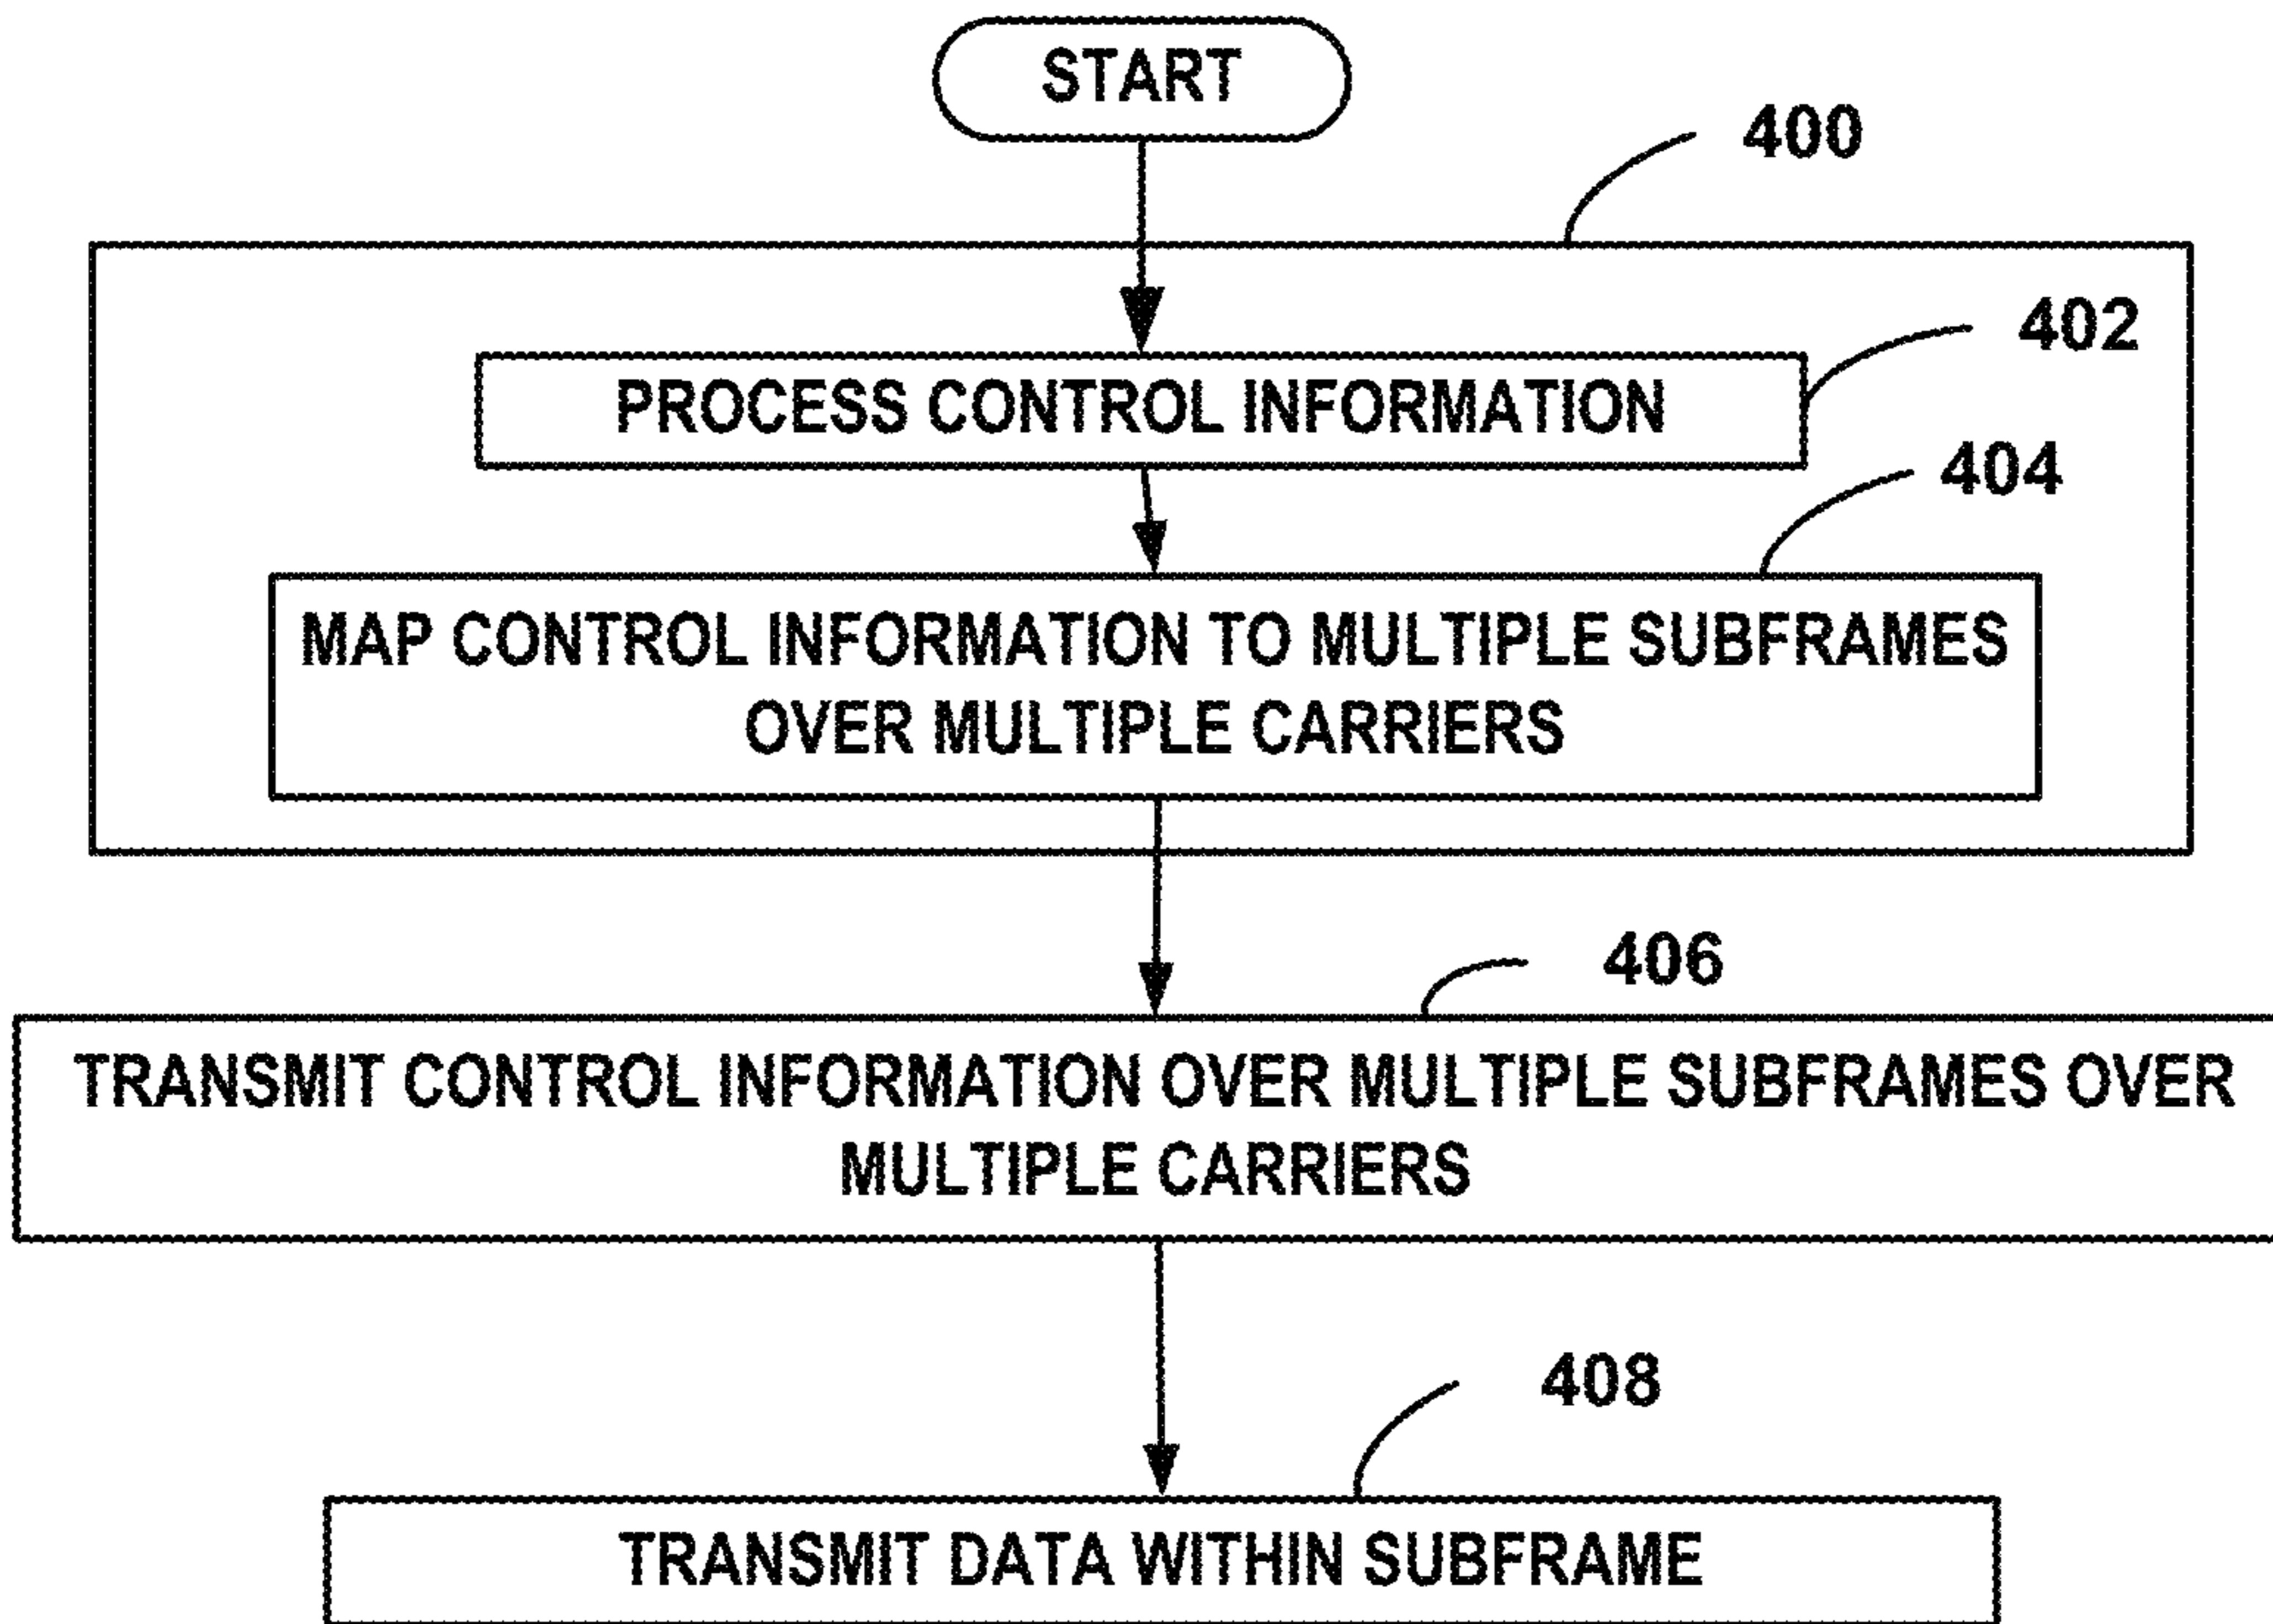 START
400
402
PROCESS CONTROL INFORMATION
404
MAP CONTROL INFORMATION TO MULTIPLE SUBFRAMES
OVER MULTIPLE CARRIERS
406
TRANSMIT CONTROL INFORMATION OVER MULTIPLE SUBFRAMES OVER
MULTIPLE CARRIERS
408
TRANSMIT DATA WITHIN SUBFRAME